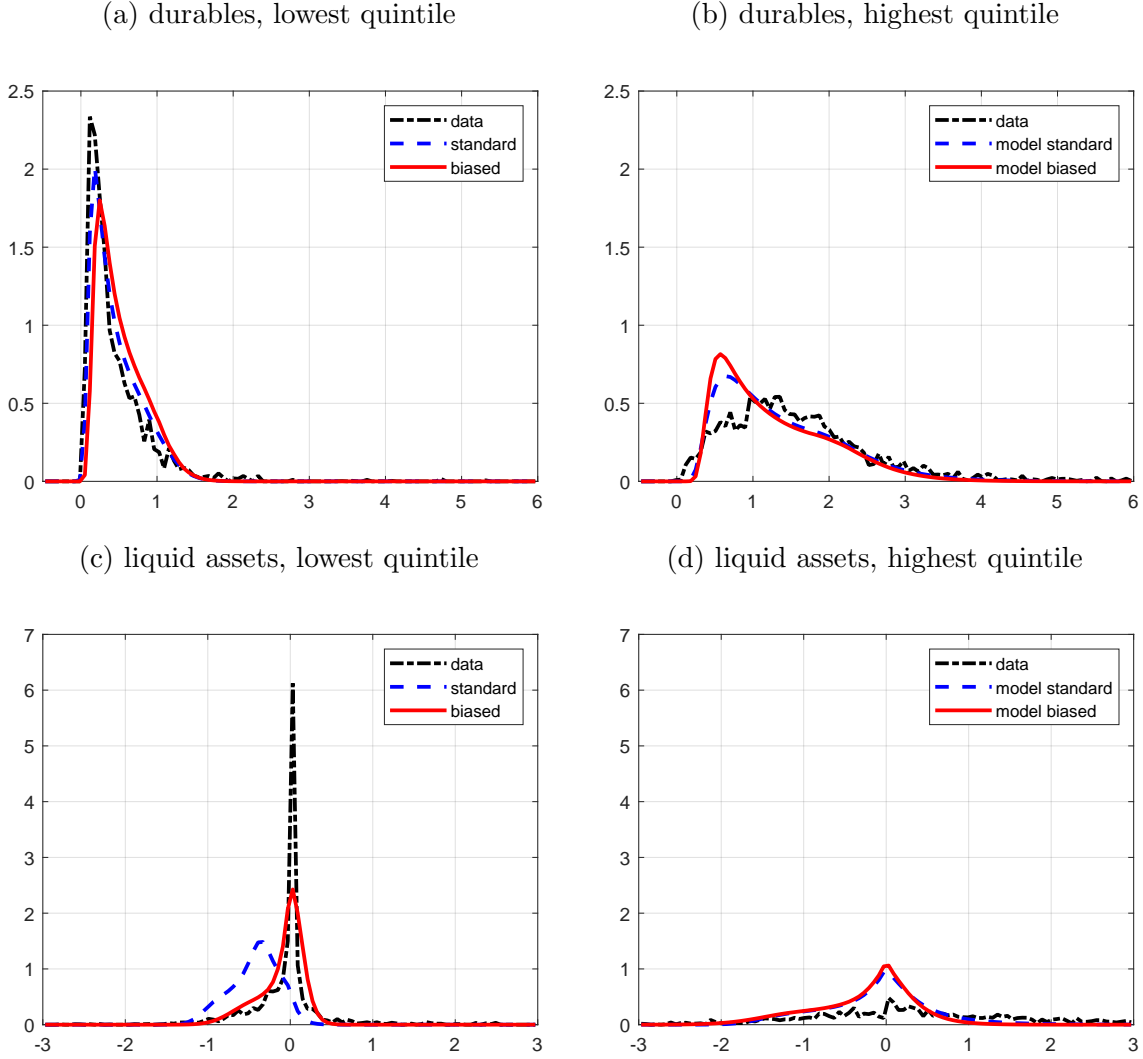 (a) durables, lowest quintile
2.5
2
1.5
1
0.5
0
0 1 2 3 4 5 6
data
standard
biased
(b) durables, highest quintile
2.5
2
1.5
1
0.5
0
0 1 2 3 4 5 6
data
model standard
model biased
(c) liquid assets, lowest quintile
7
6
5
4
3
2
1
0
-3 -2 -1 0 1 2 3
data
standard
biased
(d) liquid assets, highest quintile
7
6
5
4
3
2
1
0
-3 -2 -1 0 1 2 3
data
model standard
model biased